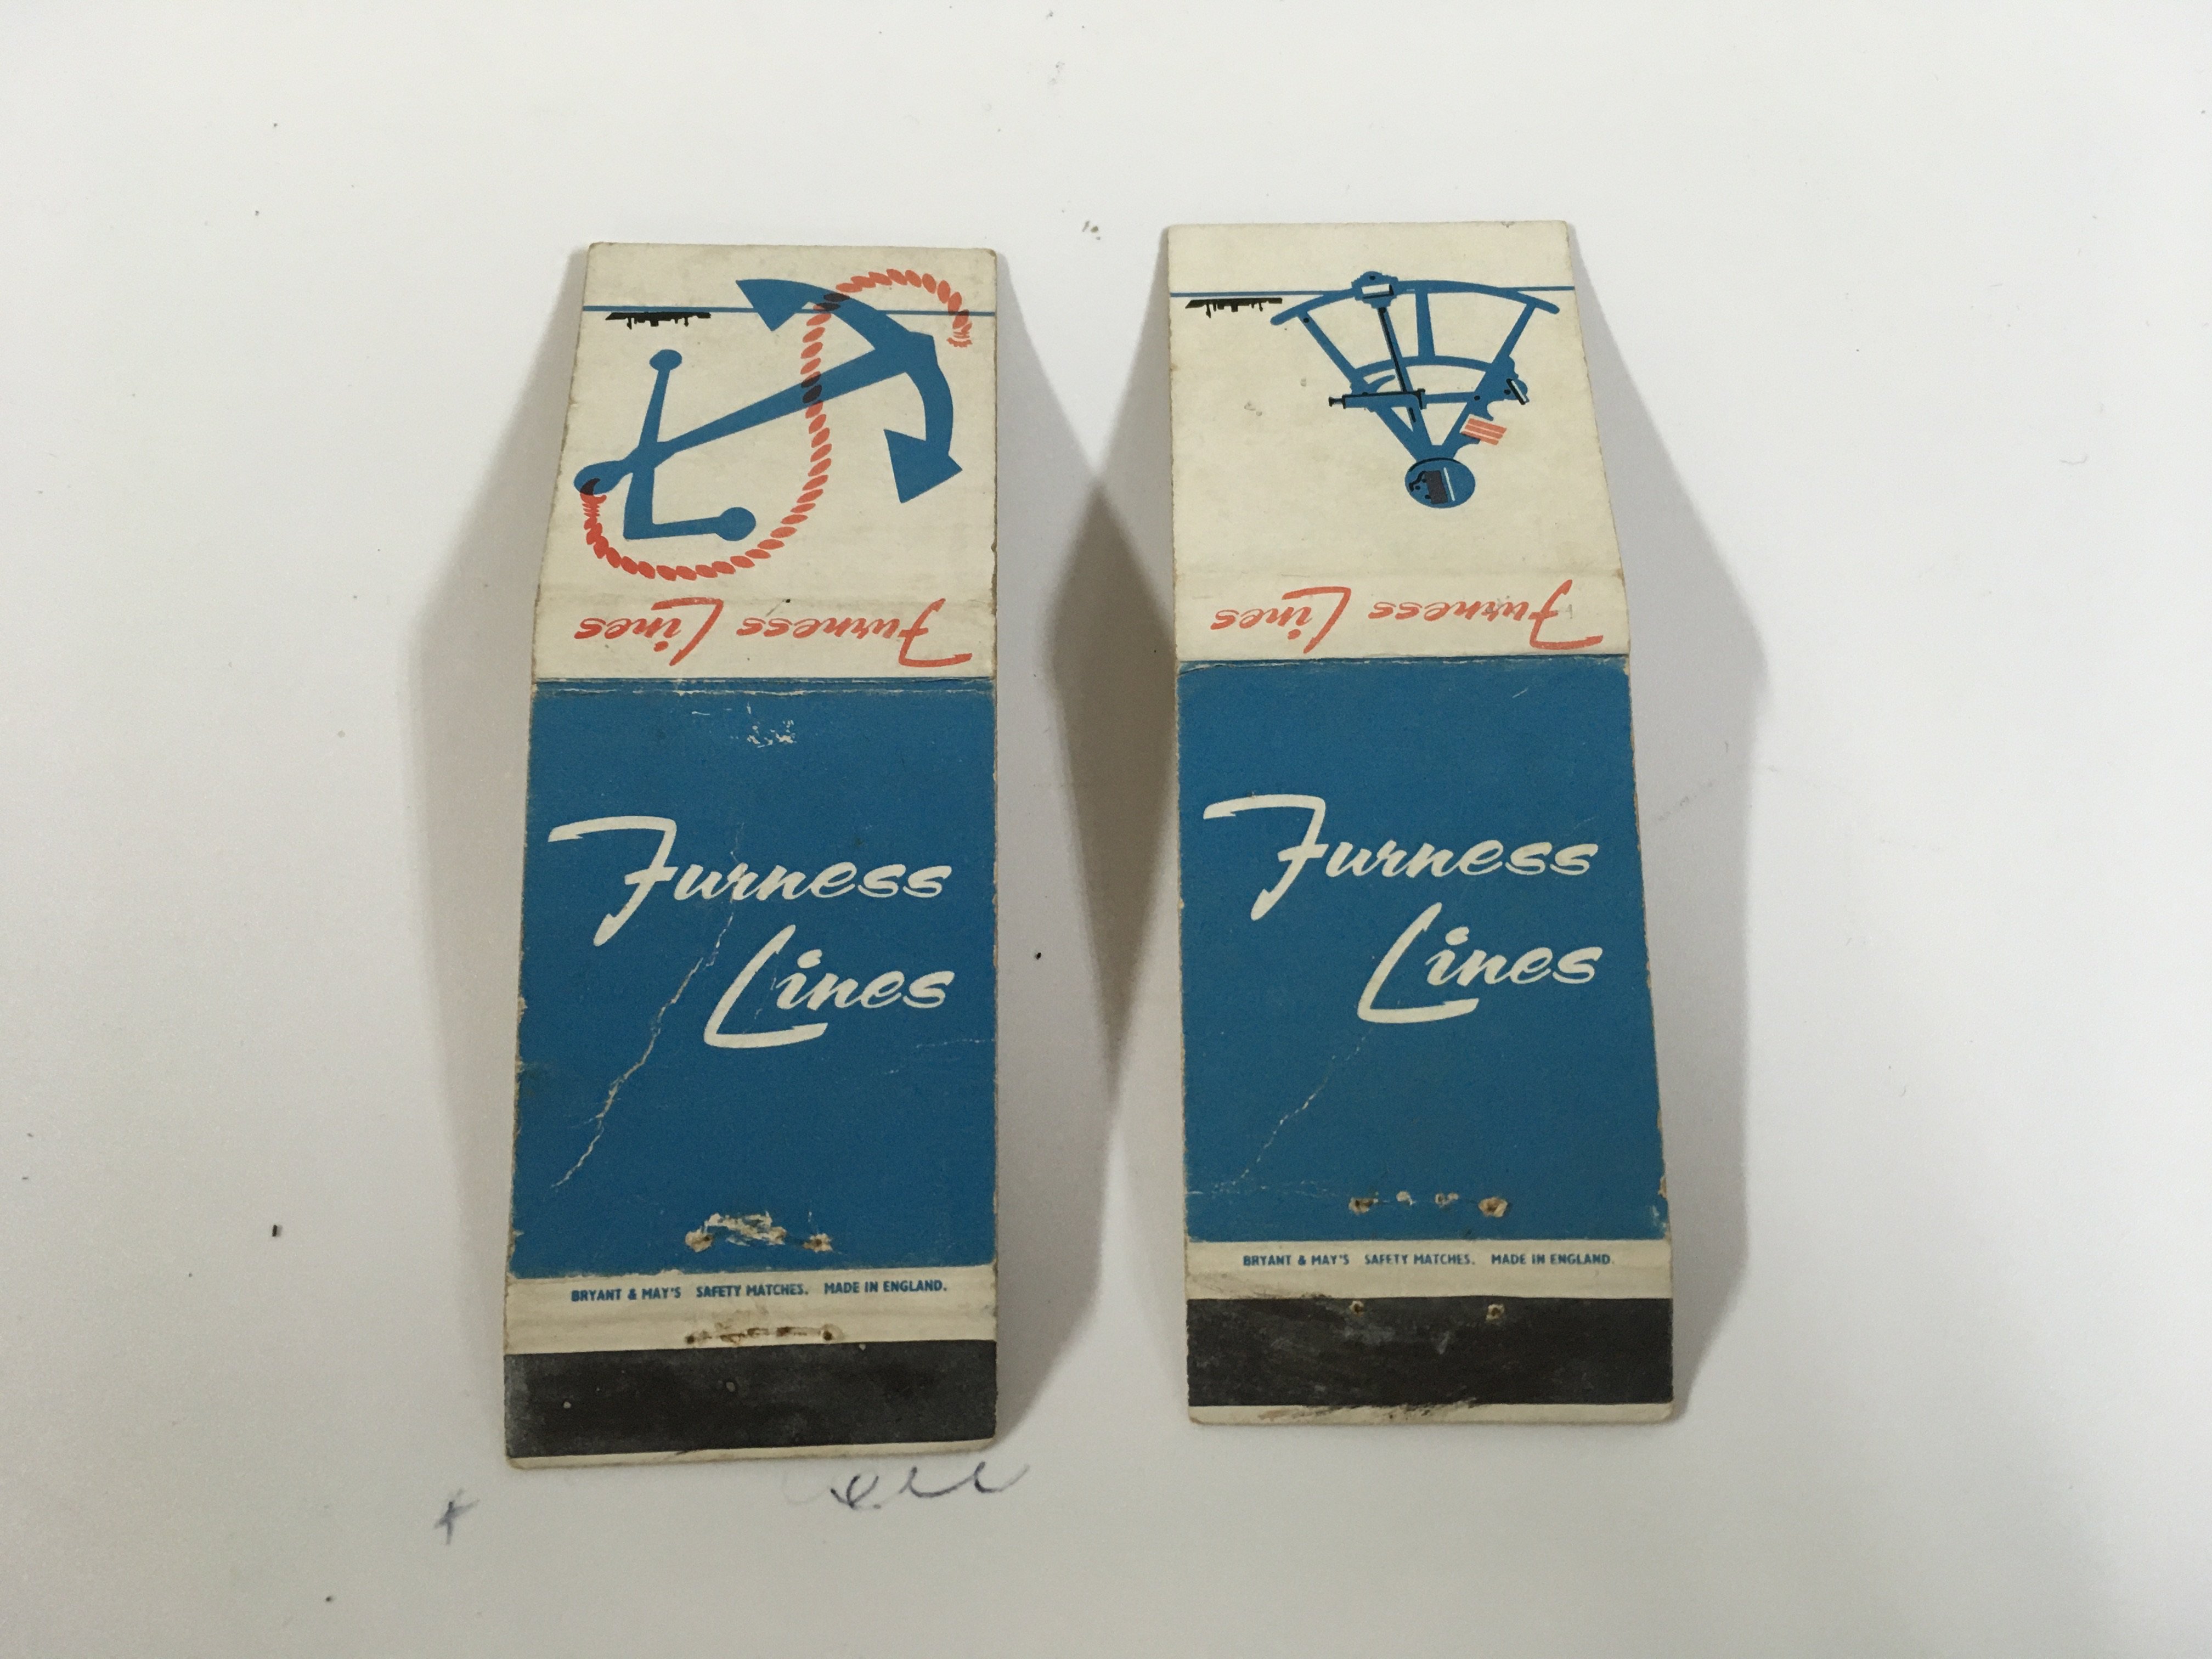 Furness Lines
Furness
Lines
BRYANT & MAY'S SAFETY MATCHES. MADE IN ENGLAND.
Furness Lines
Furness
Lines
BRYANT & MAY'S SAFETY MATCHES. MADE IN ENGLAND.